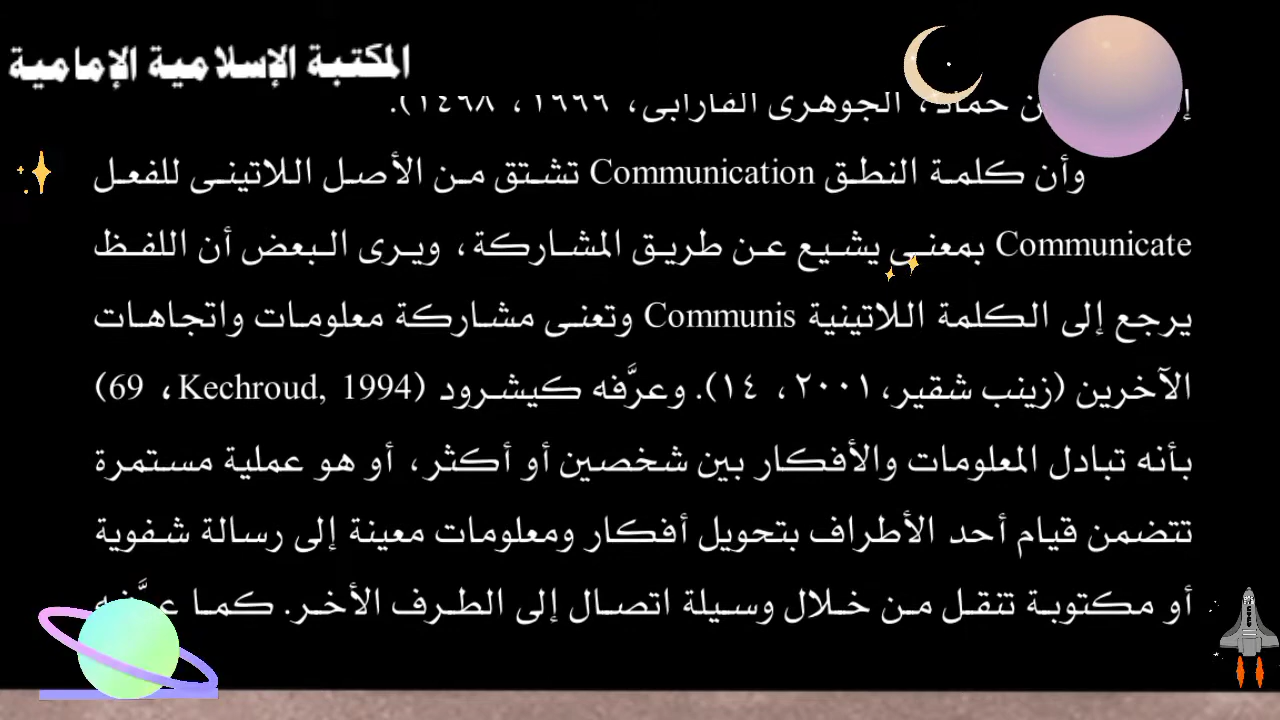 المكتبة الإسلامية الإمامية
حماد، الجوهرى الفارابى، ١٩٦٦، ١٤٦٨).
وأن كلمة النطق Communication تشتق من الأصل اللاتينى للفعل
Communicate بمعنى يشيع عن طريق المشاركة، ويرى البعض أن اللفظ
يرجع إلى الكلمة اللاتينية Communis وتعنى مشاركة معلومات واتجاهات
الآخرين (زينب شقير، ٢٠٠١، ١٤). وعرَّفه كيشرود (Kechroud, 1994، 69)
بأنه تبادل المعلومات والأفكار بين شخصين أو أكثر، أو هو عملية مستمرة
تتضمن قيام أحد الأطراف بتحويل أفكار ومعلومات معينة إلى رسالة شفوية
أو مكتوبة تنقل من خلال وسيلة اتصال إلى الطرف الأخر. كما